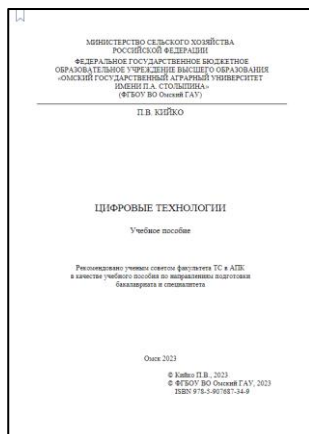 МИНИСТЕРСТВО СЕЛЬСКОГО ХОЗЯЙСТВА
РОССИЙСКОЙ ФЕДЕРАЦИИ
ФЕДЕРАЛЬНОЕ ГОСУДАРСТВЕННОЕ БЮДЖЕТНОЕ
ОБРАЗОВАТЕЛЬНОЕ УЧРЕЖДЕНИЕ ВЫСШЕГО ОБРАЗОВАНИЯ
«ОМСКИЙ ГОСУДАРСТВЕННЫЙ АГРАРНЫЙ УНИВЕРСИТЕТ
ИМЕНИ П.А. СТОЛЫПИНА»
(ФГБОУ ВО Омский ГАУ)
П.В. КИЙКО
ЦИФРОВЫЕ ТЕХНОЛОГИИ
Учебное пособие
Рекомендовано ученым советом факультета ТС в АПК
в качестве учебного пособия по направлениям подготовки
бакалавриата и специалитета
Омск 2023
© Кийко П.В., 2023
© ФГБОУ ВО Омский ГАУ, 2023
ISBN 978-5-907687-34-9